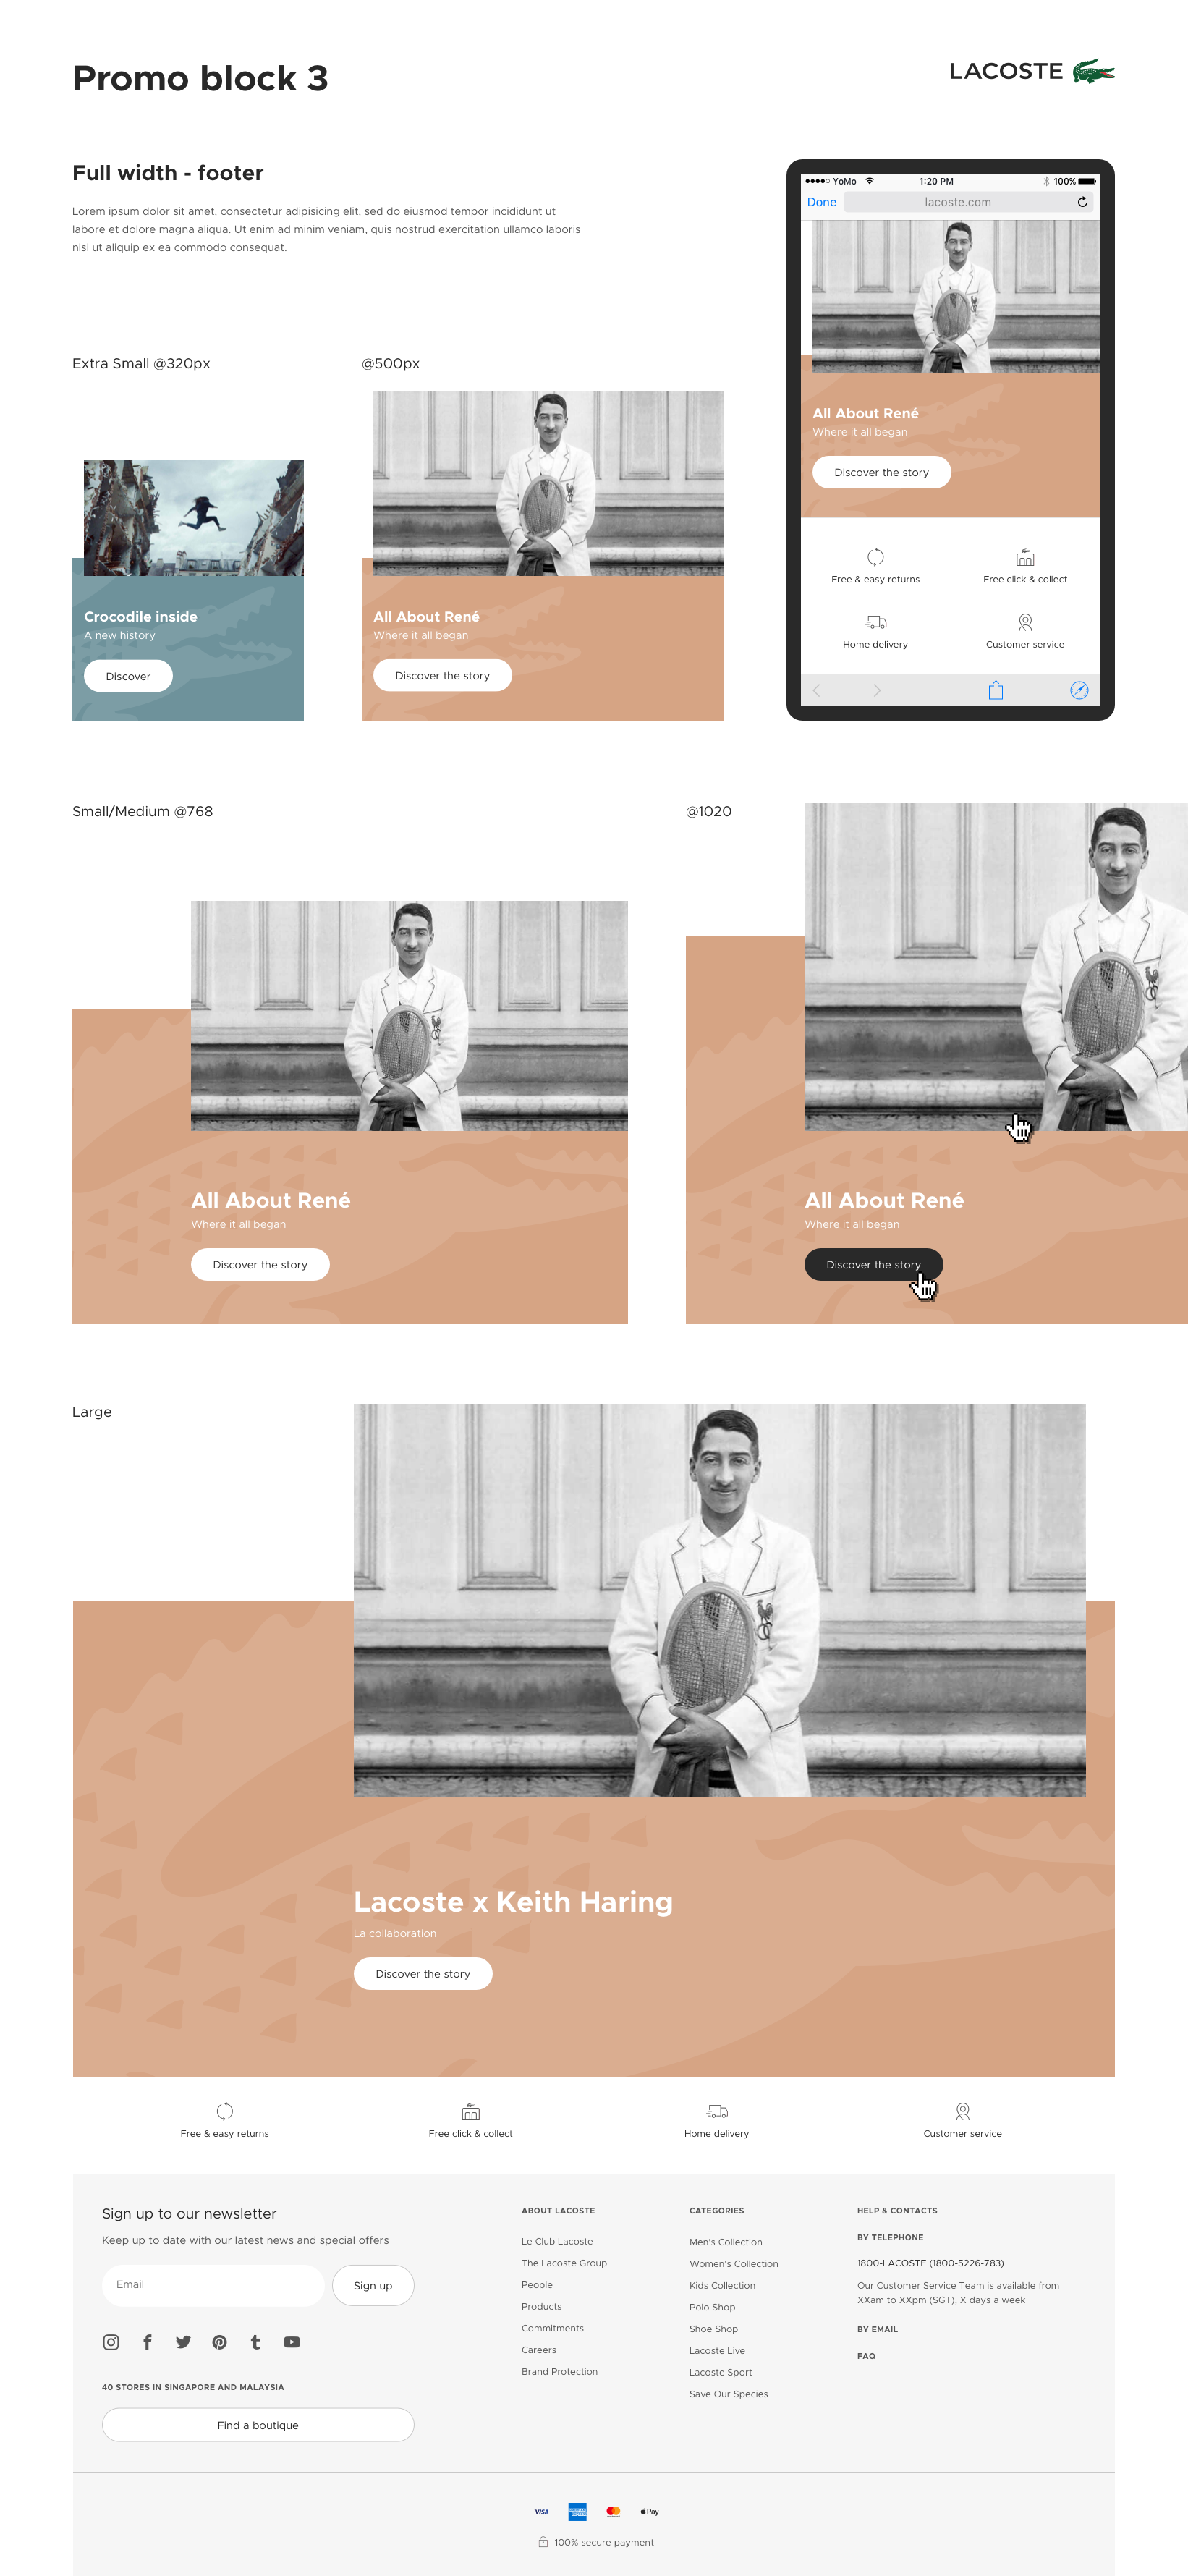 Promo block 3
LACOSTE
Full width - footer
Lorem ipsum dolor sit amet, consectetur adipisicing elit, sed do eiusmod tempor incididunt ut
labore et dolore magna aliqua. Ut enim ad minim veniam, quis nostrud exercitation ullamco laboris
nisi ut aliquip ex ea commodo consequat.
YoMo 1:20 PM 100%
Done lacoste.com
All About René
Where it all began
Discover the story
Free & easy returns
Free click & collect
Home delivery
Customer service
Extra Small @320px
Crocodile inside
A new history
Discover
@500px
All About René
Where it all began
Discover the story
Small/Medium @768
All About René
Where it all began
Discover the story
@1020
All About René
Where it all began
Discover the story
Large
Lacoste x Keith Haring
La collaboration
Discover the story
Free & easy returns
Free click & collect
Home delivery
Customer service
Sign up to our newsletter
Keep up to date with our latest news and special offers
Email
Sign up
40 STORES IN SINGAPORE AND MALAYSIA
Find a boutique
ABOUT LACOSTE
Le Club Lacoste
The Lacoste Group
People
Products
Commitments
Careers
Brand Protection
CATEGORIES
Men's Collection
Women's Collection
Kids Collection
Polo Shop
Shoe Shop
Lacoste Live
Lacoste Sport
Save Our Species
HELP & CONTACTS
BY TELEPHONE
1800-LACOSTE (1800-5226-783)
Our Customer Service Team is available from
XXam to XXpm (SGT), X days a week
BY EMAIL
FAQ
VISA
Pay
100% secure payment